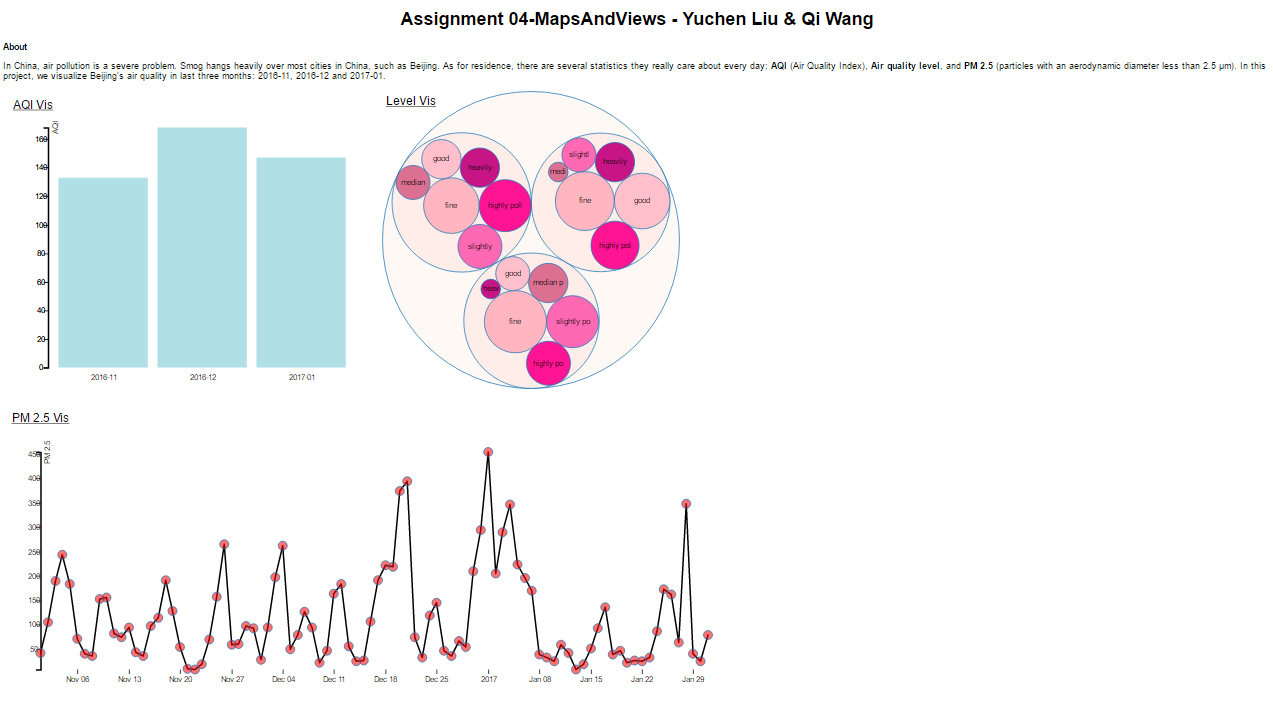 Assignment 04-MapsAndViews - Yuchen Liu & Qi Wang
About
In China, air pollution is a severe problem. Smog hangs heavily over most cities in China, such as Beijing. As for residence, there are several statistics they really care about every day: AQI (Air Quality Index), Air quality level, and PM 2.5 (particles with an aerodynamic diameter less than 2.5 μm). In this
project, we visualize Beijing's air quality in last three months: 2016-11, 2016-12 and 2017-01.
AQI Vis
AQI
160
140
120
100
80
60
40
20
0
2016-11 2016-12 2017-01
Level Vis
good
heavily
median
fine
highly poll
slightly
slightl
heavily
medi
fine
good
highly pol
good
median p
heav
fine
slightly po
highly po
PM 2.5 Vis
PM 2.5
450
400
350
300
250
200
150
100
50
Nov 06 Nov 13 Nov 20 Nov 27 Dec 04 Dec 11 Dec 18 Dec 25 2017 Jan 08 Jan 15 Jan 22 Jan 29